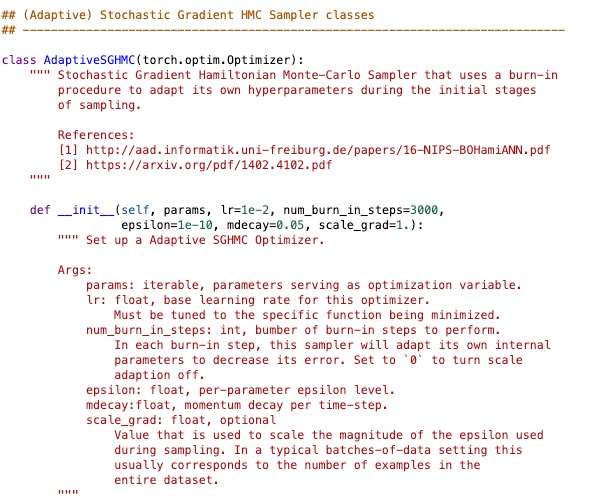 ## (Adaptive) Stochastic Gradient HMC Sampler classes
## -----------------------------------------------------------------------------
class AdaptiveSGHMC(torch.optim.Optimizer):
    """ Stochastic Gradient Hamiltonian Monte-Carlo Sampler that uses a burn-in
        procedure to adapt its own hyperparameters during the initial stages
        of sampling.

        References:
        [1] http://aad.informatik.uni-freiburg.de/papers/16-NIPS-BOHamiANN.pdf
        [2] https://arxiv.org/pdf/1402.4102.pdf
    """

    def __init__(self, params, lr=1e-2, num_burn_in_steps=3000,
                 epsilon=1e-10, mdecay=0.05, scale_grad=1.):
        """ Set up a Adaptive SGHMC Optimizer.

        Args:
            params: iterable, parameters serving as optimization variable.
            lr: float, base learning rate for this optimizer.
                Must be tuned to the specific function being minimized.
            num_burn_in_steps: int, bumber of burn-in steps to perform.
                In each burn-in step, this sampler will adapt its own internal
                parameters to decrease its error. Set to `0` to turn scale
                adaption off.
            epsilon: float, per-parameter epsilon level.
            mdecay:float, momentum decay per time-step.
            scale_grad: float, optional
                Value that is used to scale the magnitude of the epsilon used
                during sampling. In a typical batches-of-data setting this
                usually corresponds to the number of examples in the
                entire dataset.
        """